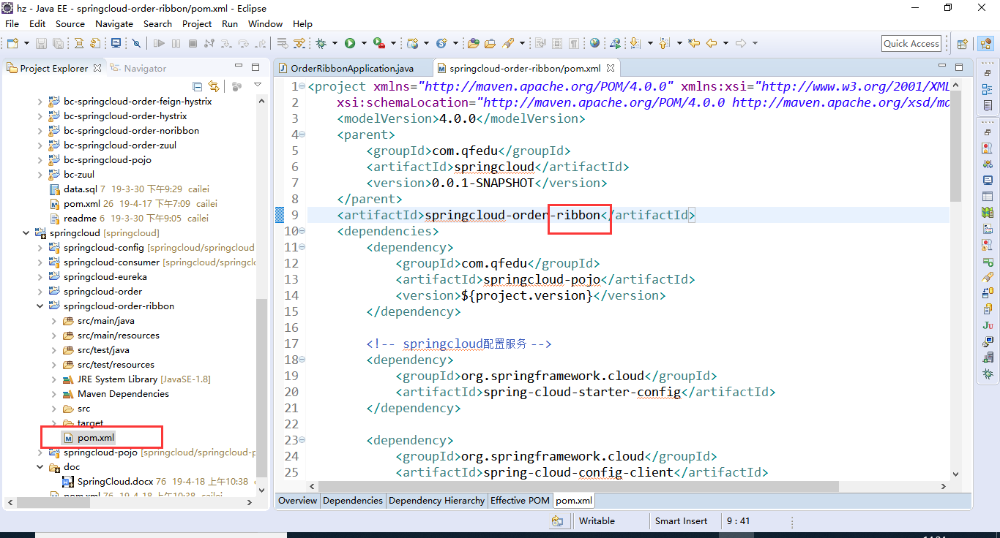 hz - Java EE - springcloud-order-ribbon/pom.xml - Eclipse
File Edit Source Navigate Search Project Run Window Help
Quick Access
Project Explorer Navigator
bc-springcloud-order-feign-hystrix
bc-springcloud-order-hystrix
bc-springcloud-order-noribbon
bc-springcloud-order-zuul
bc-springcloud-pojo
bc-zuul
data.sql 7 19-3-30 下午9:29 cailei
pom.xml 26 19-4-17 下午7:09 cailei
readme 6 19-3-30 下午9:05 cailei
springcloud [springcloud]
springcloud-config [springcloud/springcloud
springcloud-consumer [springcloud/springclo
springcloud-eureka
springcloud-order
springcloud-order-ribbon
src/main/java
src/main/resources
src/test/java
src/test/resources
JRE System Library [JavaSE-1.8]
Maven Dependencies
src
target
pom.xml
springcloud-pojo [springcloud/springcloud-p
doc
SpringCloud.docx 76 19-4-18 上午10:38
pom.xml 76 19-4-18 上午10:38 cailei
OrderRibbonApplication.java springcloud-order-ribbon/pom.xml
1 <project xmlns="http://maven.apache.org/POM/4.0.0" xmlns:xsi="http://www.w3.org/2001/XML
2 xsi:schemaLocation="http://maven.apache.org/POM/4.0.0 http://maven.apache.org/xsd/ma
3 <modelVersion>4.0.0</modelVersion>
4 <parent>
5 <groupId>com.qfedu</groupId>
6 <artifactId>springcloud</artifactId>
7 <version>0.0.1-SNAPSHOT</version>
8 </parent>
9 <artifactId>springcloud-order-ribbon</artifactId>
10 <dependencies>
11 <dependency>
12 <groupId>com.qfedu</groupId>
13 <artifactId>springcloud-pojo</artifactId>
14 <version>${project.version}</version>
15 </dependency>
16
17 <!-- springcloud配置服务 -->
18 <dependency>
19 <groupId>org.springframework.cloud</groupId>
20 <artifactId>spring-cloud-starter-config</artifactId>
21 </dependency>
22
23 <dependency>
24 <groupId>org.springframework.cloud</groupId>
25 <artifactId>spring-cloud-config-client</artifactId>
Overview Dependencies Dependency Hierarchy Effective POM pom.xml
Writable Smart Insert 9 : 41